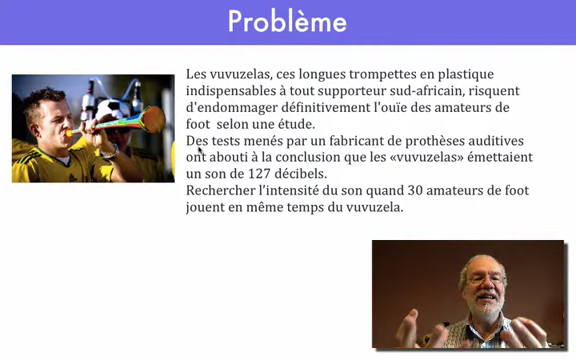 Problème
Les vuvuzelas, ces longues trompettes en plastique
indispensables à tout supporter sud-africain, risquent
d'endommager définitivement l'ouïe des amateurs de
foot selon une étude.
Des tests menés par un fabricant de prothèses auditives
ont abouti à la conclusion que les «vuvuzelas» émettaient
un son de 127 décibels.
Rechercher l'intensité du son quand 30 amateurs de foot
jouent en même temps du vuvuzela.